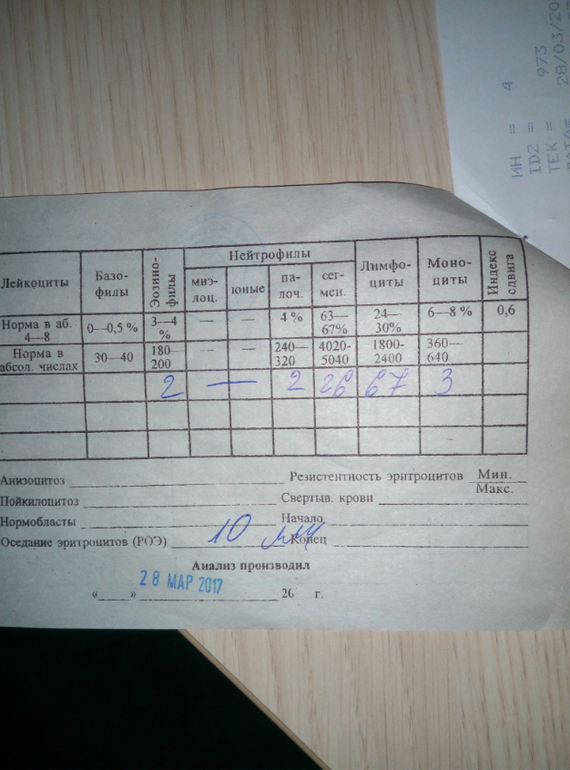 ИН = 4
ID2 = 973
ТЕК = 28/03/20
Нейтрофилы
Лейкоциты Базо-филы Эозино-филы миэ-лоц. юные па-лоч. сег-мен. Лимфо-циты Моно-циты Индекс сдвига
Норма в аб. 4—8 0—0,5 % 3—4 % — — 4 % 63—67% 24—30% 6—8 % 0,6
Норма в абсол. числах 30—40 180-200 240—320 4020-5040 1800-2400 360—640
2 — 2 26 67 3
Анизоцитоз Резистентность эритроцитов Мин.
Макс.
Пойкилоцитоз Свертыв. крови
Нормобласты Начало
Оседание эритоцитов (РОЭ) 10 Конец
Анализ производил
28 МАР 2017
«___» 26 г.